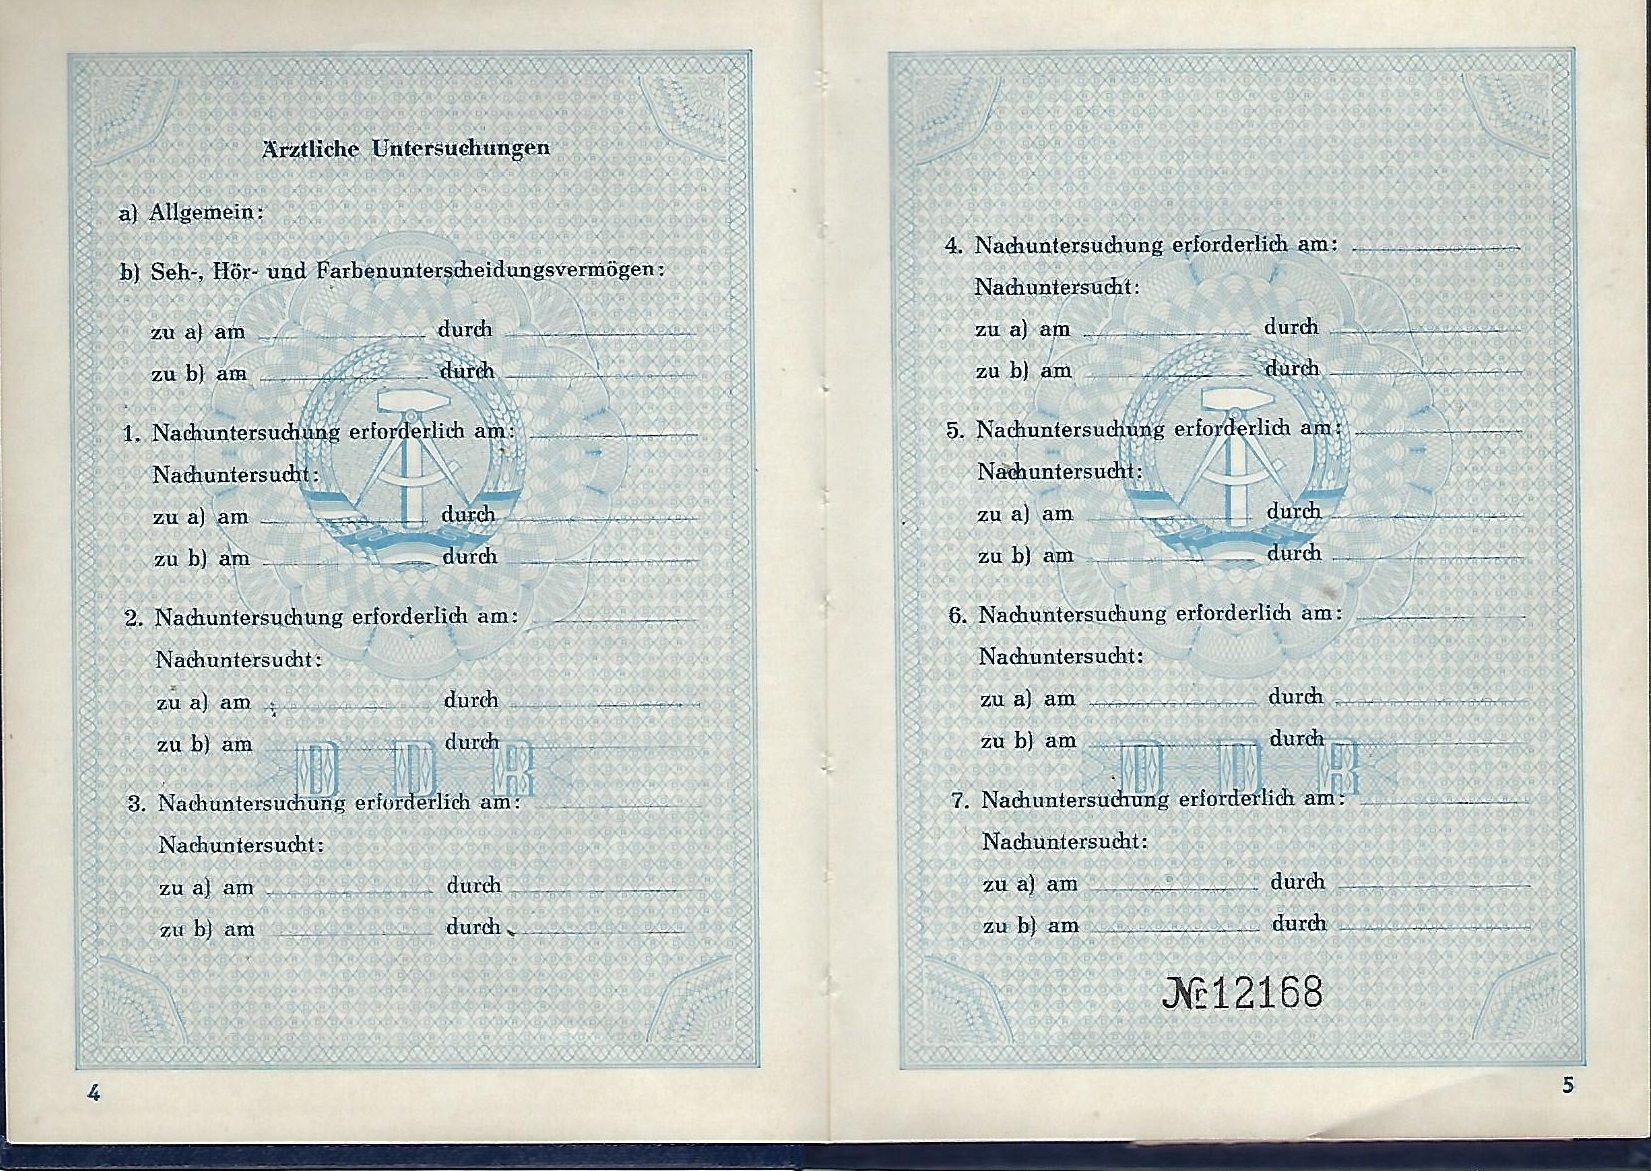 Ärztliche Untersuchungen
a) Allgemein:
b) Seh-, Hör- und Farbenunterscheidungsvermögen:
zu a) am durch
zu b) am durch
1. Nachuntersuchung erforderlich am:
Nachuntersucht:
zu a) am durch
zu b) am durch
2. Nachuntersuchung erforderlich am:
Nachuntersucht:
zu a) am durch
zu b) am durch
DDR
3. Nachuntersuchung erforderlich am:
Nachuntersucht:
zu a) am durch
zu b) am durch
4
4. Nachuntersuchung erforderlich am:
Nachuntersucht:
zu a) am durch
zu b) am durch
5. Nachuntersuchung erforderlich am:
Nachuntersucht:
zu a) am durch
zu b) am durch
6. Nachuntersuchung erforderlich am:
Nachuntersucht:
zu a) am durch
zu b) am durch
DDR
7. Nachuntersuchung erforderlich am:
Nachuntersucht:
zu a) am durch
zu b) am durch
Nr 12168
5